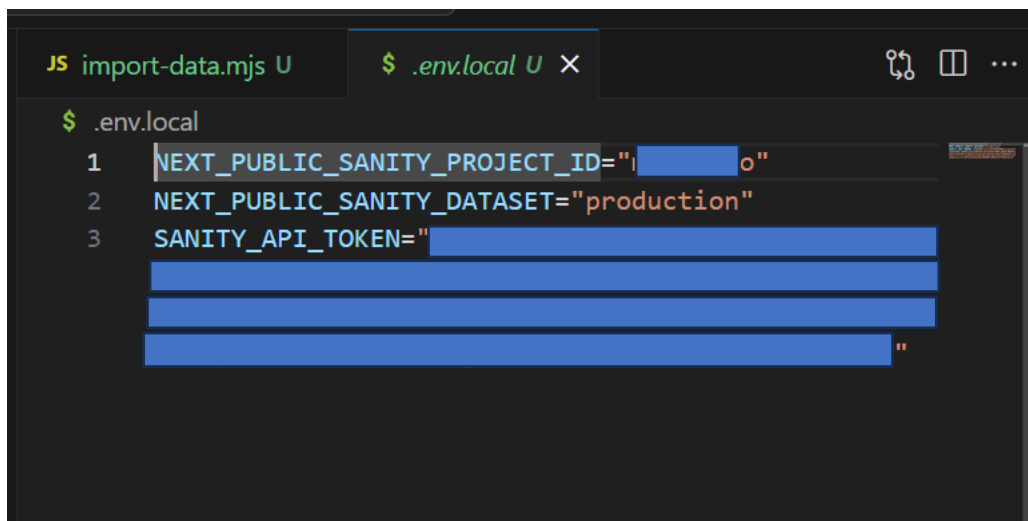 JS import-data.mjs U
$ .env.local U
$ .env.local
1 NEXT_PUBLIC_SANITY_PROJECT_ID=" o"
2 NEXT_PUBLIC_SANITY_DATASET="production"
3 SANITY_API_TOKEN="
"